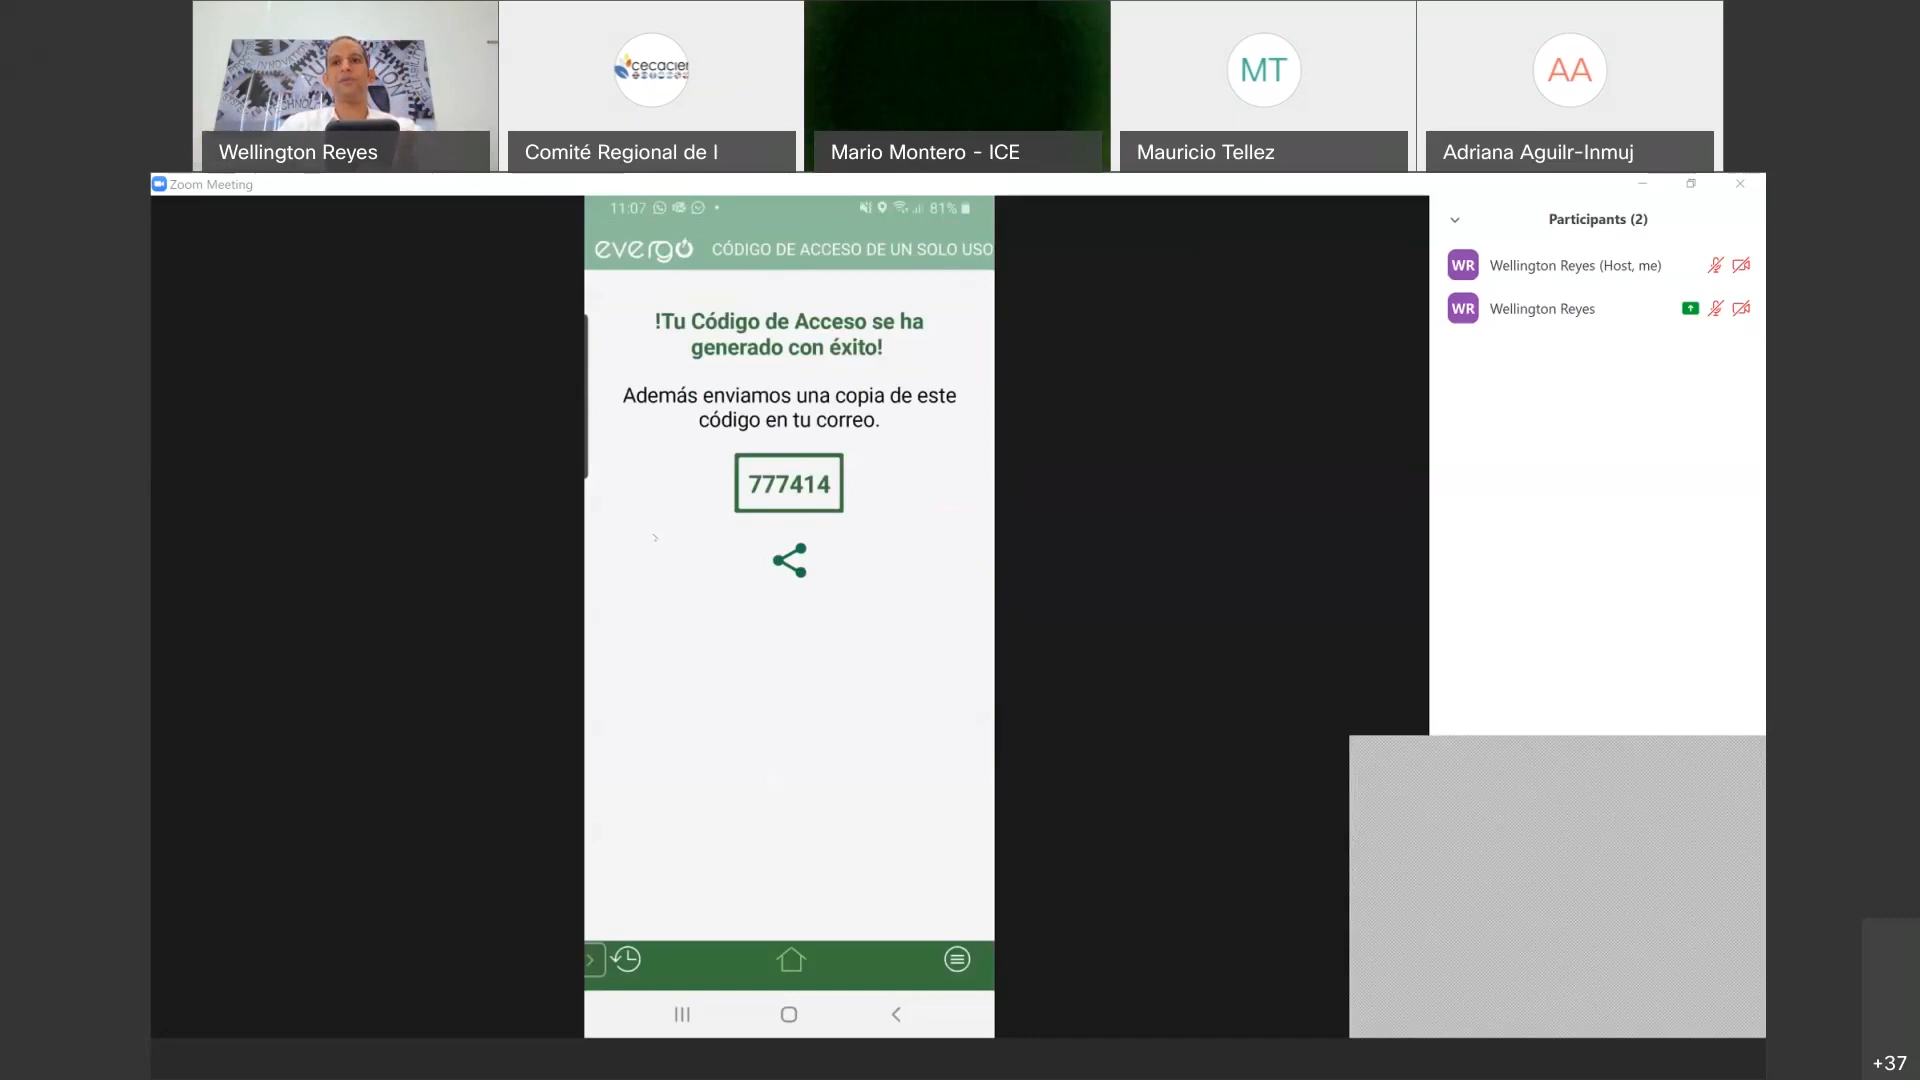 Wellington Reyes
cecacier
Comité Regional de I
Mario Montero - ICE
MT
Mauricio Tellez
AA
Adriana Aguilr-Inmuj
Zoom Meeting
11:07
81%
evergo
CÓDIGO DE ACCESO DE UN SOLO USO
!Tu Código de Acceso se ha
generado con éxito!
Además enviamos una copia de este
código en tu correo.
777414
Participants (2)
WR Wellington Reyes (Host, me)
WR Wellington Reyes
+37